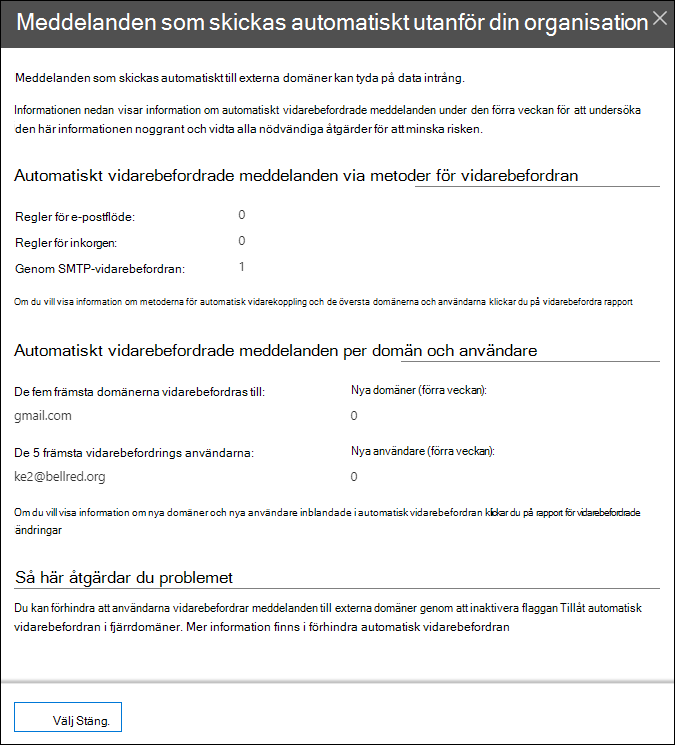 Meddelanden som skickas automatiskt utanför din organisation
Meddelanden som skickas automatiskt till externa domäner kan tyda på data intrång.
Informationen nedan visar information om automatiskt vidarebefordrade meddelanden under den förra veckan för att undersöka
den här informationen noggrant och vidta alla nödvändiga åtgärder för att minska risken.
Automatiskt vidarebefordrade meddelanden via metoder för vidarebefordran
Regler för e-postflöde: 0
Regler för inkorgen: 0
Genom SMTP-vidarebefordran: 1
Om du vill visa information om metoderna för automatisk vidarekoppling och de översta domänerna och användarna klickar du på vidarebefordra rapport
Automatiskt vidarebefordrade meddelanden per domän och användare
De fem främsta domänerna vidarebefordras till: Nya domäner (förra veckan):
gmail.com 0
De 5 främsta vidarebefordrings användarna: Nya användare (förra veckan):
ke2@bellred.org 0
Om du vill visa information om nya domäner och nya användare inblandade i automatisk vidarebefordran klickar du på rapport för vidarebefordrade
ändringar
Så här åtgärdar du problemet
Du kan förhindra att användarna vidarebefordrar meddelanden till externa domäner genom att inaktivera flaggan Tillåt automatisk
vidarebefordran i fjärrdomäner. Mer information finns i förhindra automatisk vidarebefordran
Välj Stäng.